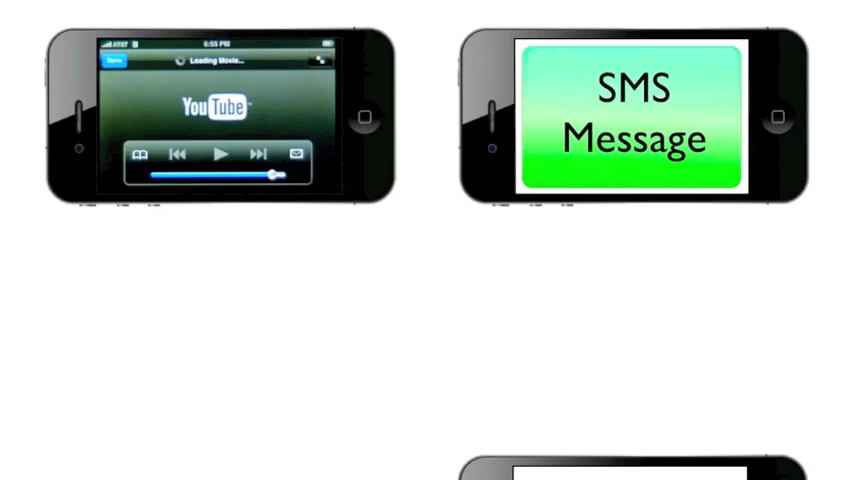 AT&T 6:55 PM
Done Loading Movie...
YouTube
SMS
Message